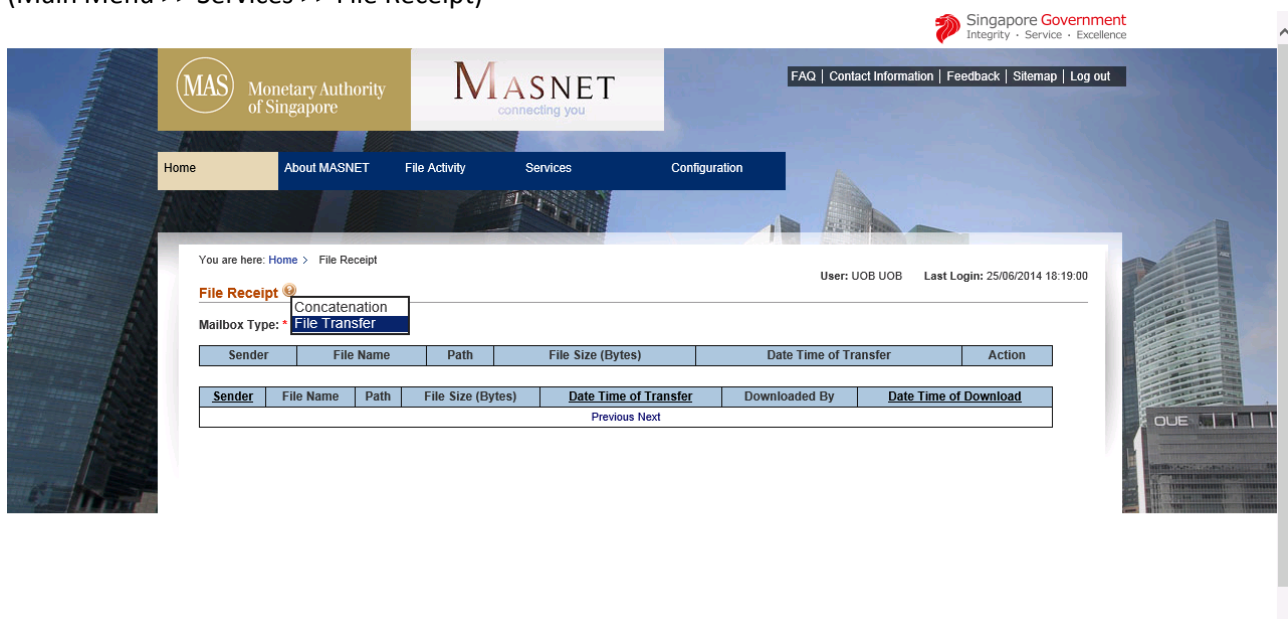 (Main Menu >> Services >> File Receipt)
Singapore Government
Integrity · Service · Excellence
MAS Monetary Authority
of Singapore
MASNET
connecting you
FAQ | Contact Information | Feedback | Sitemap | Log out
Home About MASNET File Activity Services Configuration
You are here: Home > File Receipt
User: UOB UOB Last Login: 25/06/2014 18:19:00
File Receipt ?
Concatenation
Mailbox Type: * File Transfer
Sender File Name Path File Size (Bytes) Date Time of Transfer Action
Sender File Name Path File Size (Bytes) Date Time of Transfer Downloaded By Date Time of Download
Previous Next
OUE